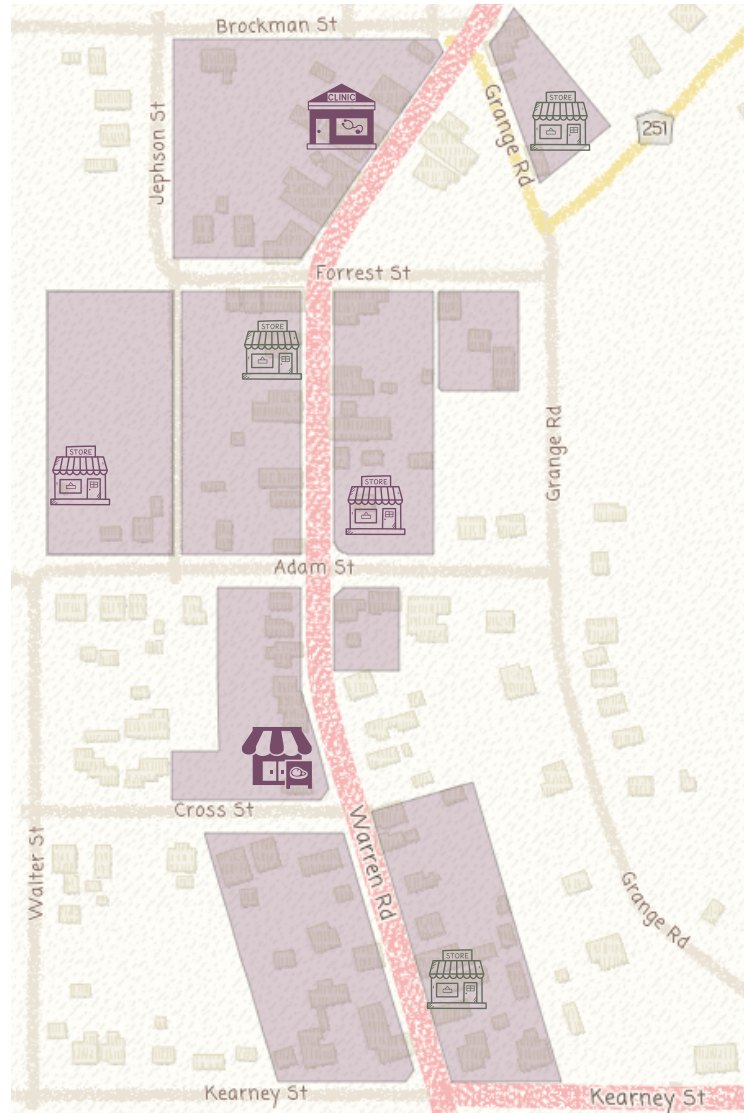 Brockman St
CLINIC
STORE
Grange Rd
251
Jephson St
Forrest St
STORE
Grange Rd
STORE
STORE
Adam St
Cross St
Warren Rd
Walter St
Grange Rd
STORE
Kearney St
Kearney St